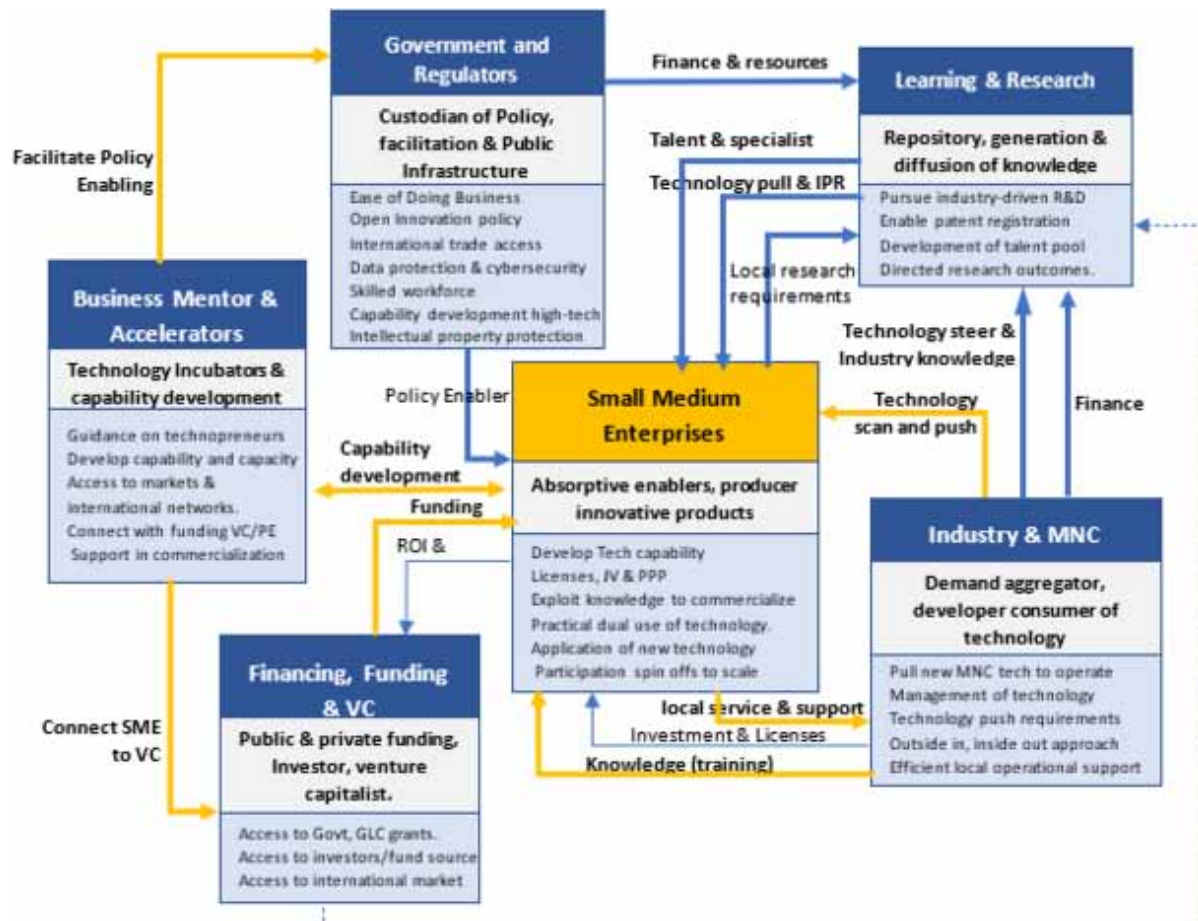 Government and
Regulators
Custodian of Policy,
facilitation & Public
Infrastructure
Ease of Doing Business
Open Innovation policy
International trade access
Data protection & cybersecurity
Skilled workforce
Capability development high-tech
Intellectual property protection
Finance & resources
Learning & Research
Repository, generation &
diffusion of knowledge
Pursue industry-driven R&D
Enable patent registration
Development of talent pool
Directed research outcomes.
Talent & specialist
Technology pull & IPR
Local research
requirements
Facilitate Policy
Enabling
Business Mentor &
Accelerators
Technology Incubators &
capability development
Guidance on technopreneurs
Develop capability and capacity
Access to markets &
international networks.
Connect with funding VC/PE
Support in commercialization
Policy Enabler
Capability
development
Funding
ROI &
Small Medium
Enterprises
Absorptive enablers, producer
innovative products
Develop Tech capability
Licenses, JV & PPP
Exploit knowledge to commercialize
Practical dual use of technology.
Application of new technology
Participation spin offs to scale
Technology steer &
Industry knowledge
Technology
scan and push
Finance
Industry & MNC
Demand aggregator,
developer consumer of
technology
Pull new MNC tech to operate
Management of technology
Technology push requirements
Outside in, inside out approach
Efficient local operational support
local service & support
Investment & Licenses
Knowledge (training)
Connect SME
to VC
Financing, Funding
& VC
Public & private funding,
Investor, venture
capitalist.
Access to Govt, GLC grants.
Access to investors/fund source
Access to international market